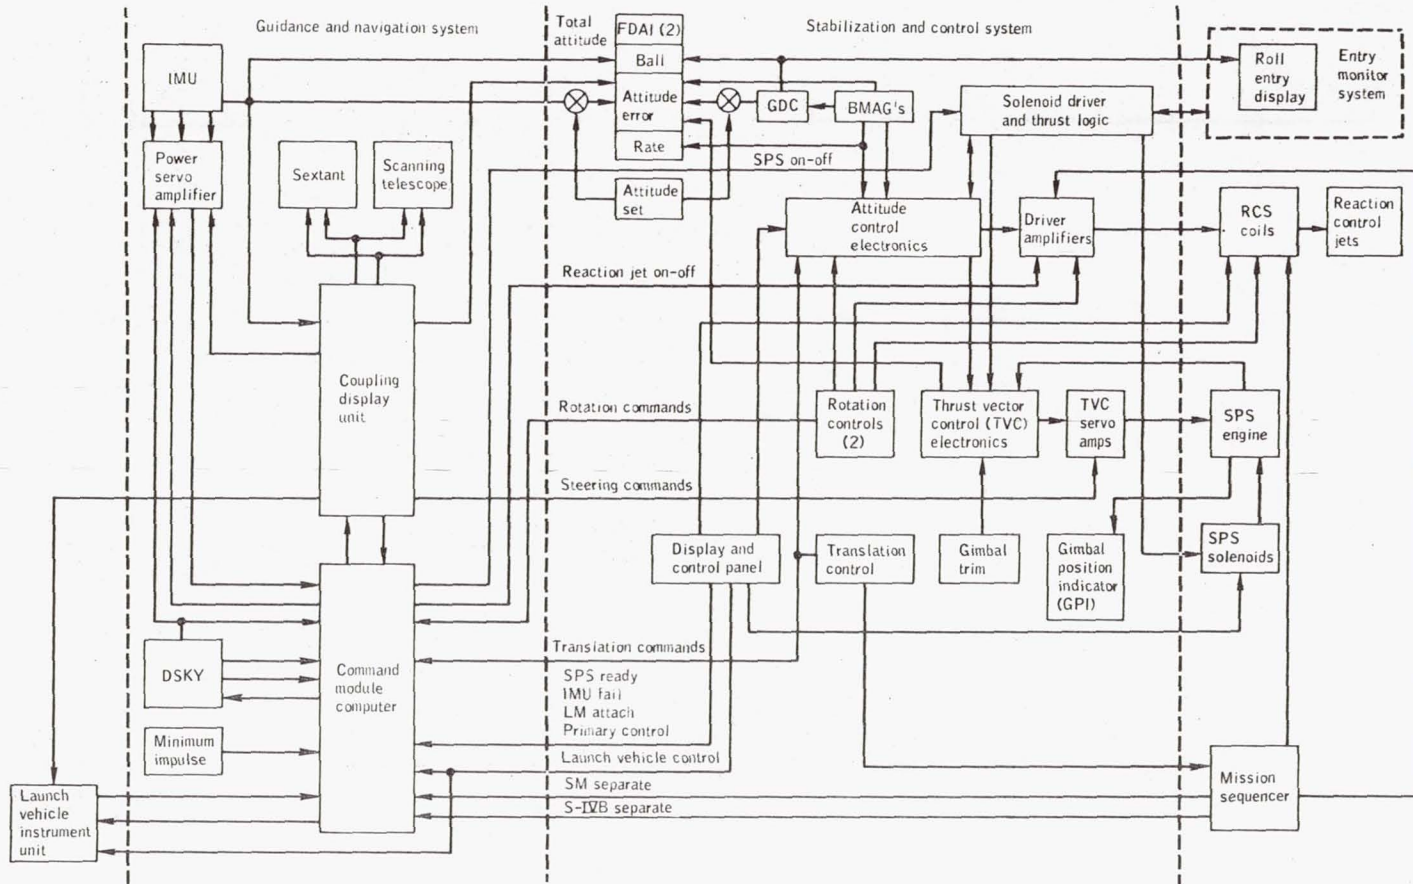 Guidance and navigation system
Total
attitude
FDAI (2)
Ball
Attitude
error
Rate
Stabilization and control system
IMU
Power
servo
amplifier
Sextant
Scanning
telescope
GDC
BMAG's
Attitude
set
SPS on-off
Solenoid driver
and thrust logic
Roll
entry
display
Entry
monitor
system
Attitude
control
electronics
Driver
amplifiers
RCS
coils
Reaction
control
jets
Reaction jet on-off
Coupling
display
unit
Rotation commands
Rotation
controls
(2)
Thrust vector
control (TVC)
electronics
TVC
servo
amps
SPS
engine
Steering commands
Display and
control panel
Translation
control
Gimbal
trim
Gimbal
position
indicator
(GPI)
SPS
solenoids
DSKY
Command
module
computer
Translation commands
SPS ready
IMU fail
LM attach
Primary control
Minimum
impulse
Launch vehicle control
SM separate
S-IVB separate
Launch
vehicle
instrument
unit
Mission
sequencer